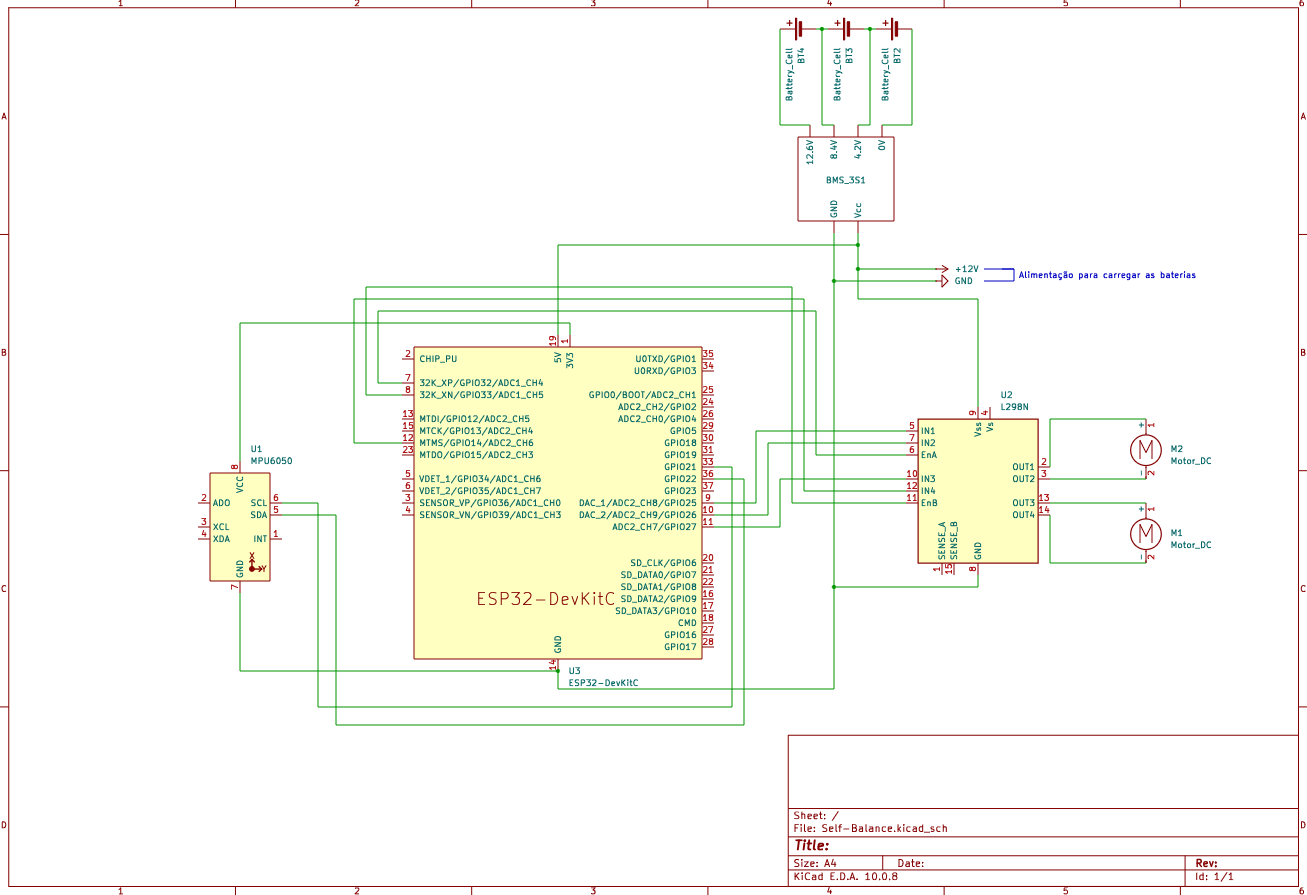 1 2 3 4 5 6
A A
B B
C C
D D
+ + +
Battery_Cell
BT4
Battery_Cell
BT3
Battery_Cell
BT2
12.6V
8.4V
4.2V
0V
BMS_3S1
GND
Vcc
+12V
GND
Alimentação para carregar as baterias
19
1
5V
3V3
2 CHIP_PU
7 32K_XP/GPIO32/ADC1_CH4
8 32K_XN/GPIO33/ADC1_CH5
13 MTDI/GPIO12/ADC2_CH5
15 MTCK/GPIO13/ADC2_CH4
12 MTMS/GPIO14/ADC2_CH6
23 MTDO/GPIO15/ADC2_CH3
5 VDET_1/GPIO34/ADC1_CH6
6 VDET_2/GPIO35/ADC1_CH7
3 SENSOR_VP/GPIO36/ADC1_CH0
4 SENSOR_VN/GPIO39/ADC1_CH3
U0TXD/GPIO1 35
U0RXD/GPIO3 34
GPIO0/BOOT/ADC2_CH1 25
ADC2_CH2/GPIO2 24
ADC2_CH0/GPIO4 26
GPIO5 29
GPIO18 30
GPIO19 31
GPIO21 33
GPIO22 36
GPIO23 37
DAC_1/ADC2_CH8/GPIO25 9
DAC_2/ADC2_CH9/GPIO26 10
ADC2_CH7/GPIO27 11
SD_CLK/GPIO6 20
SD_DATA0/GPIO7 21
SD_DATA1/GPIO8 22
SD_DATA2/GPIO9 16
SD_DATA3/GPIO10 17
CMD 18
GPIO16 27
GPIO17 28
ESP32-DevKitC
GND
14
U3
ESP32-DevKitC
U1
MPU6050
8
VCC
2 AD0
3 XCL
4 XDA
SCL 6
SDA 5
INT 1
X
Y
GND
7
U2
L298N
9
4
Vss
Vs
5 IN1
7 IN2
6 EnA
10 IN3
12 IN4
11 EnB
OUT1 2
OUT2 3
OUT3 13
OUT4 14
SENSE_A
SENSE_B
GND
1
15
8
+ 1
M
- 2
M2
Motor_DC
+ 1
M
- 2
M1
Motor_DC
Sheet: /
File: Self-Balance.kicad_sch
Title:
Size: A4 Date: Rev:
KiCad E.D.A. 10.0.8 Id: 1/1
1 2 3 4 5 6